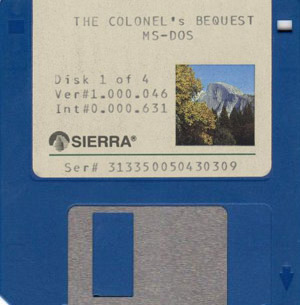 THE COLONEL's BEQUEST
MS-DOS
Disk 1 of 4
Ver#1.000.046
Int#0.000.631
SIERRA®
Ser# 313350050430309